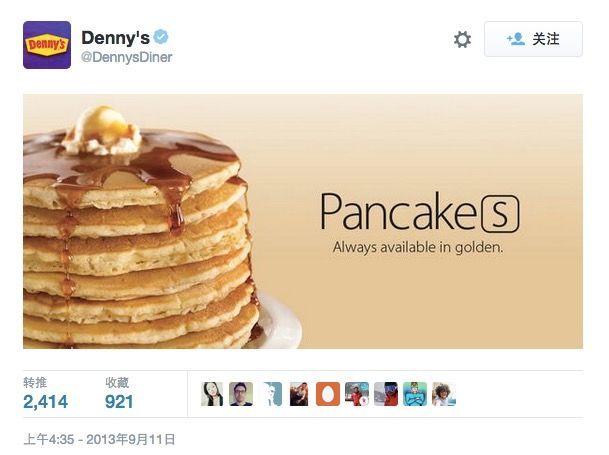 Denny's
Denny's
@DennysDiner
关注
Pancakes
Always available in golden.
转推
收藏
2,414
921
上午4:35 - 2013年9月11日